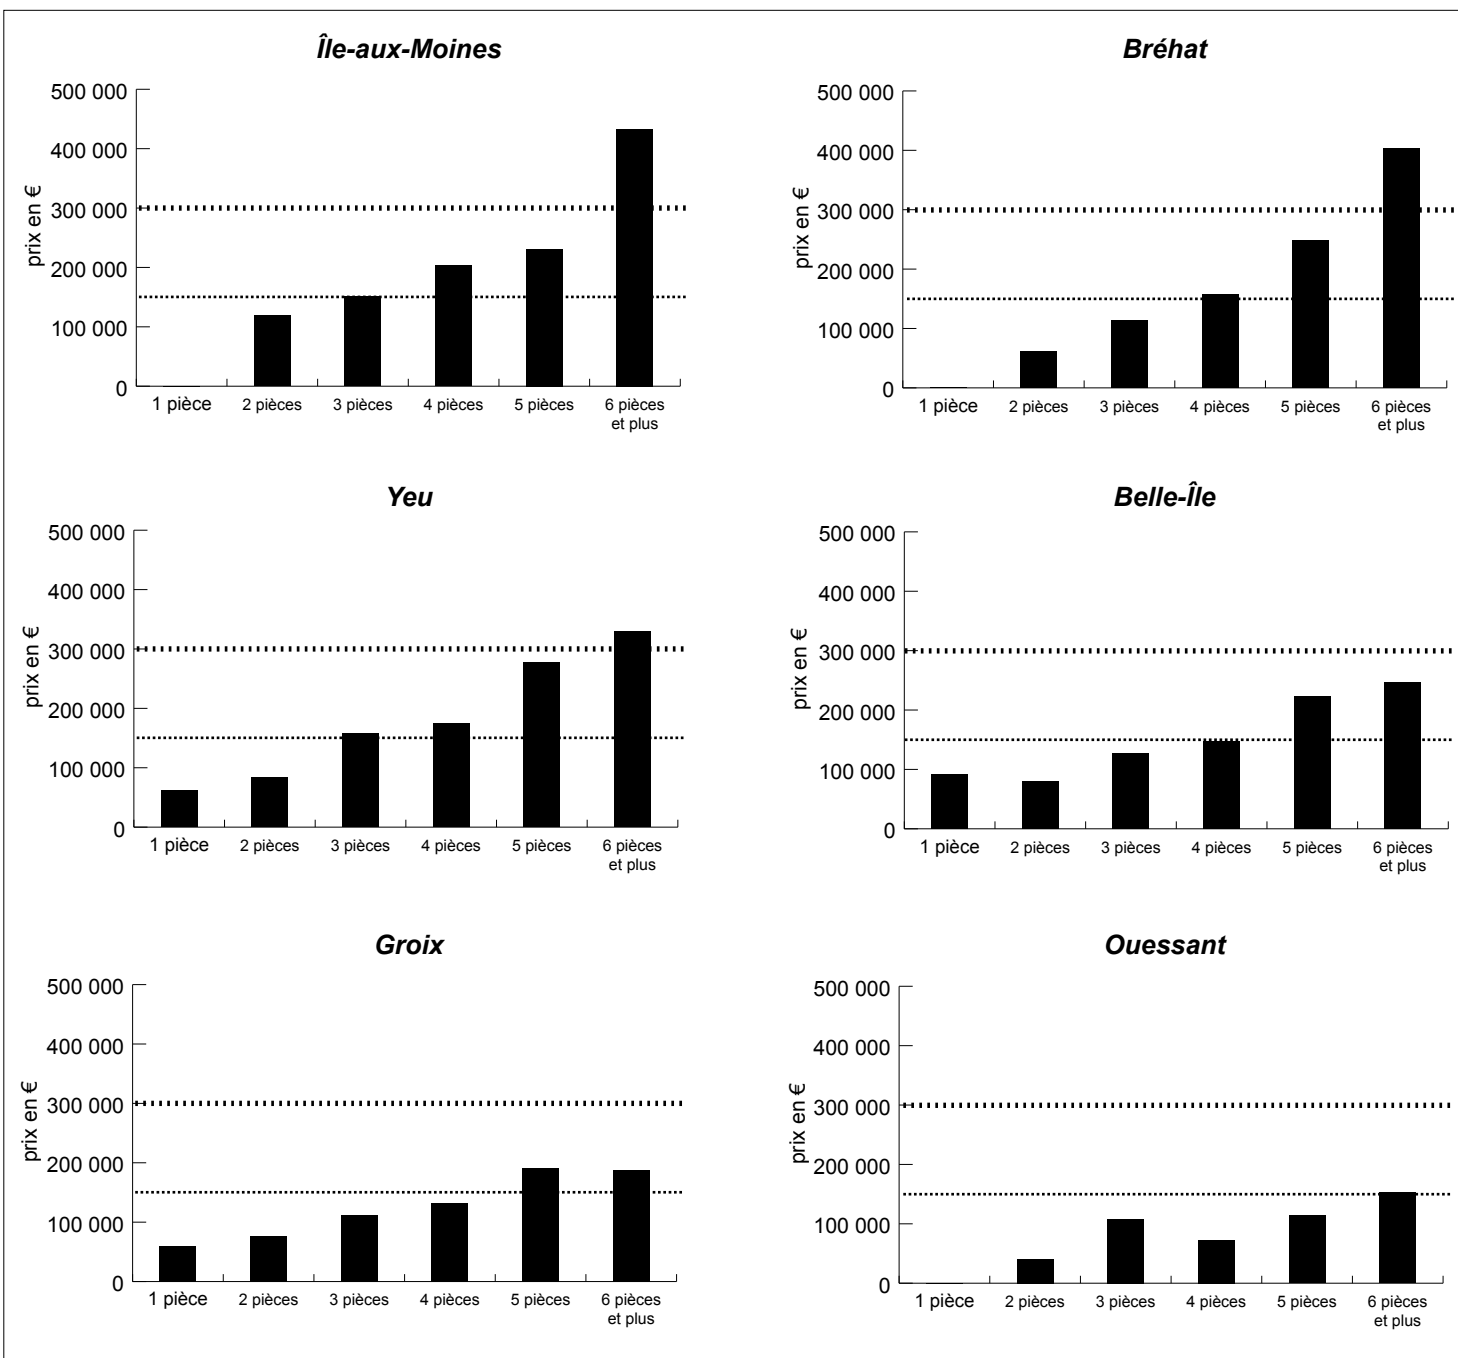 Île-aux-Moines
500 000
400 000
300 000
200 000
100 000
0
prix en €
1 pièce
2 pièces
3 pièces
4 pièces
5 pièces
6 pièces
et plus
Bréhat
500 000
400 000
300 000
200 000
100 000
0
prix en €
1 pièce
2 pièces
3 pièces
4 pièces
5 pièces
6 pièces
et plus
Yeu
500 000
400 000
300 000
200 000
100 000
0
prix en €
1 pièce
2 pièces
3 pièces
4 pièces
5 pièces
6 pièces
et plus
Belle-Île
500 000
400 000
300 000
200 000
100 000
0
prix en €
1 pièce
2 pièces
3 pièces
4 pièces
5 pièces
6 pièces
et plus
Groix
500 000
400 000
300 000
200 000
100 000
0
prix en €
1 pièce
2 pièces
3 pièces
4 pièces
5 pièces
6 pièces
et plus
Ouessant
500 000
400 000
300 000
200 000
100 000
0
prix en €
1 pièce
2 pièces
3 pièces
4 pièces
5 pièces
6 pièces
et plus